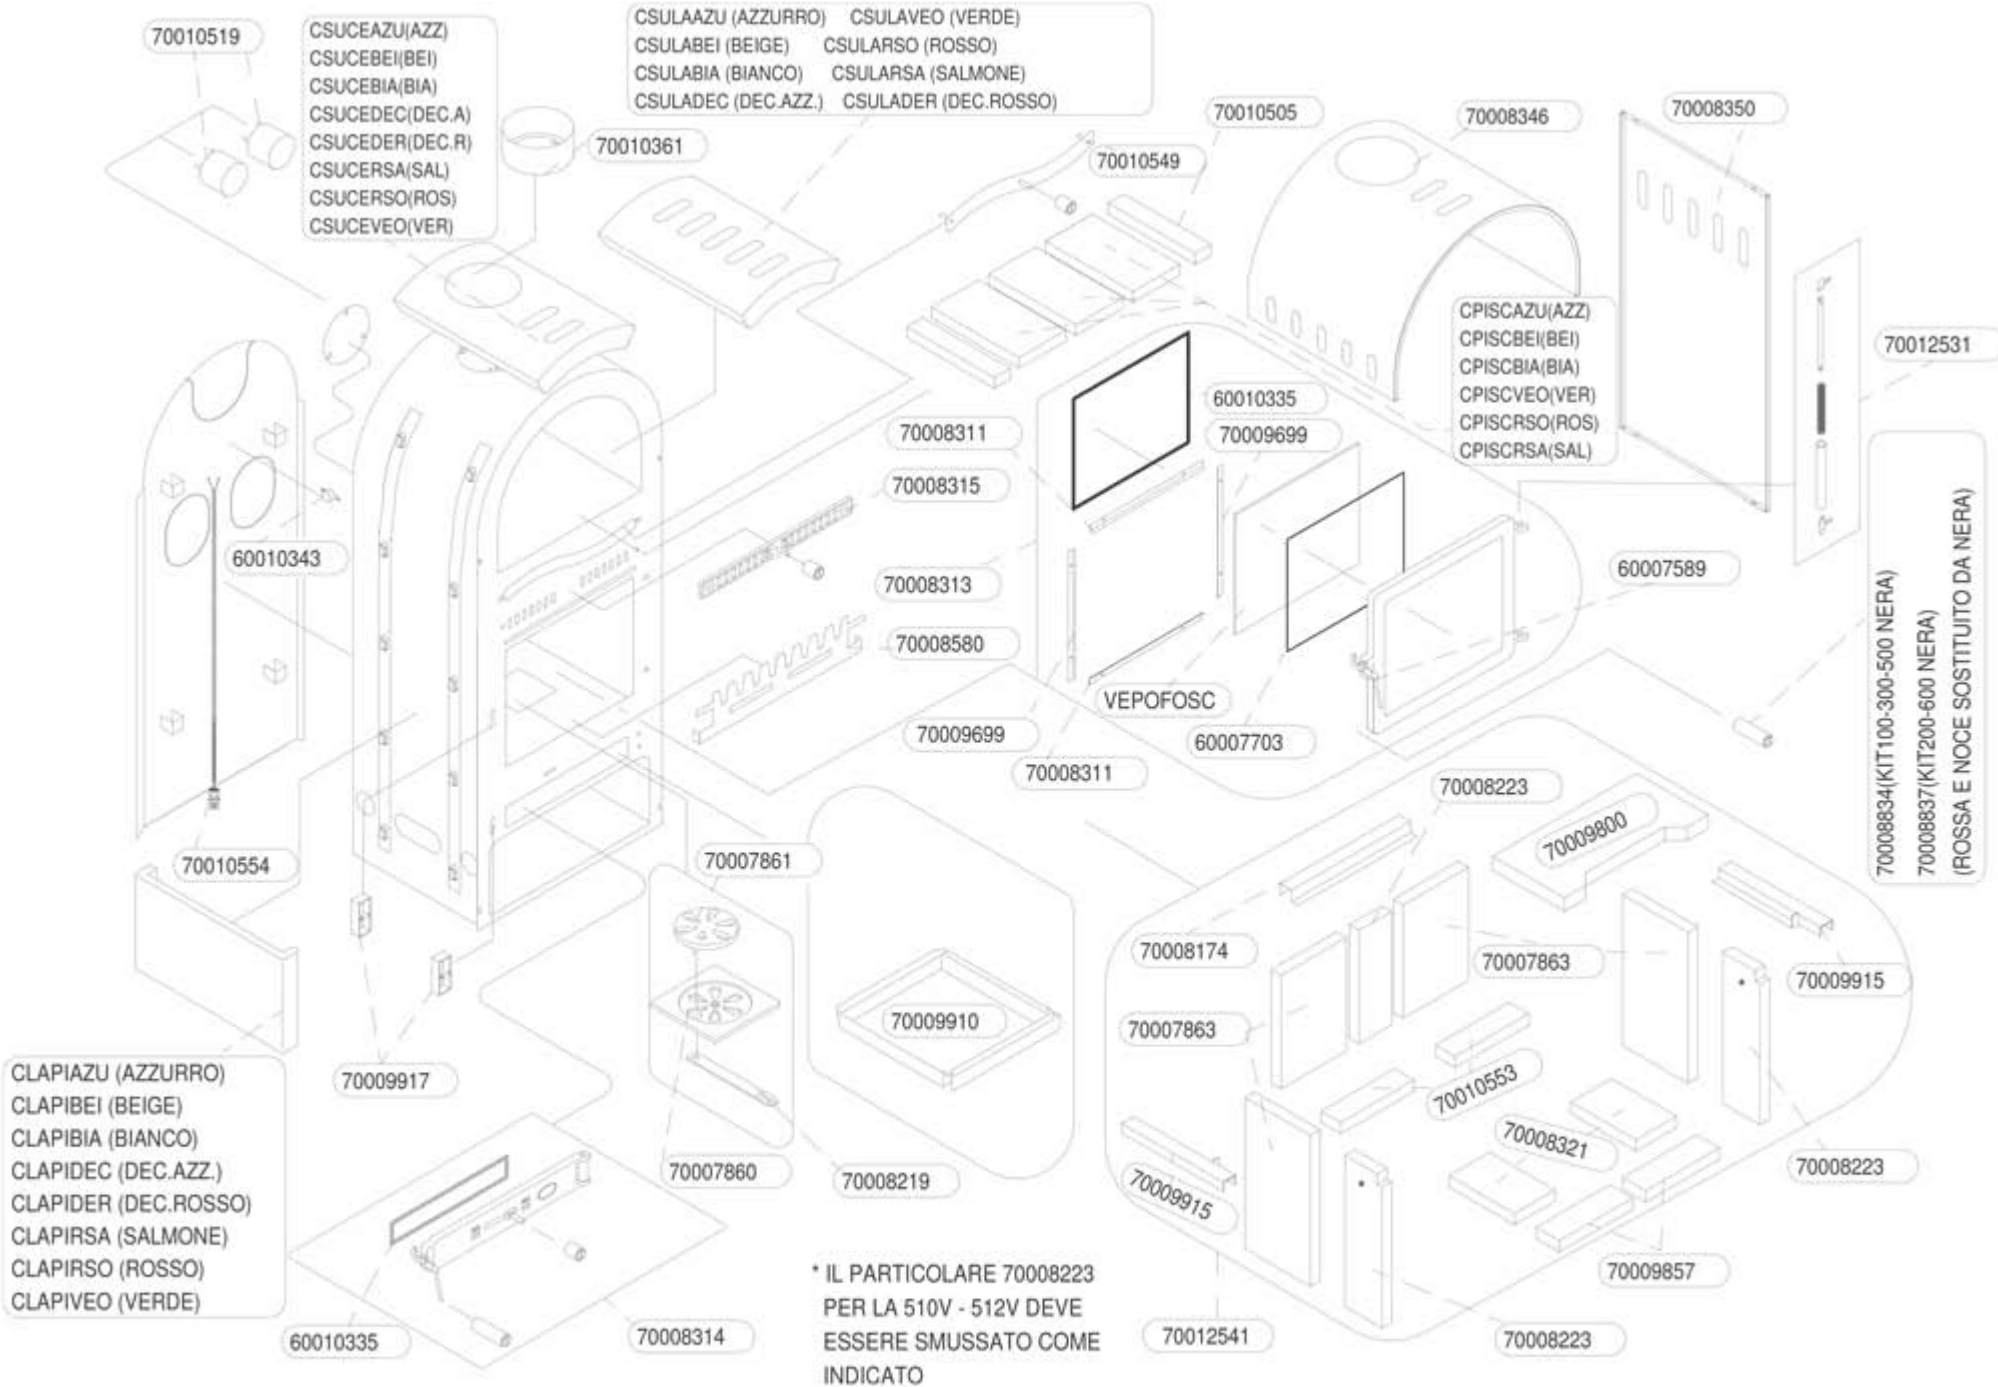 70010519
CSUCEAZU(AZZ)
CSUCEBEI(BEI)
CSUCEBIA(BIA)
CSUCEDEC(DEC.A)
CSUCEDER(DEC.R)
CSUCERSA(SAL)
CSUCERSO(ROS)
CSUCEVEO(VER)
CSULAAZU (AZZURRO) CSULAVEO (VERDE)
CSULABEI (BEIGE) CSULARSO (ROSSO)
CSULABIA (BIANCO) CSULARSA (SALMONE)
CSULADEC (DEC.AZZ.) CSULADER (DEC.ROSSO)
70010361
70010549
70010505
70008346
70008350
CPISCAZU(AZZ)
CPISCBEI(BEI)
CPISCBIA(BIA)
CPISCVEO(VER)
CPISCRSO(ROS)
CPISCRSA(SAL)
70012531
60010335
70008311
70009699
70008315
60010343
70008313
60007589
70008580
VEPOFOSC
70009699
60007703
70008311
70008834(KIT100-300-500 NERA)
70008837(KIT200-600 NERA)
(ROSSA E NOCE SOSTITUITO DA NERA)
70008223
70009800
70010554
70007861
70008174
70007863
70009915
70009910
70007863
70010553
70009917
CLAPIAZU (AZZURRO)
CLAPIBEI (BEIGE)
CLAPIBIA (BIANCO)
CLAPIDEC (DEC.AZZ.)
CLAPIDER (DEC.ROSSO)
CLAPIRSA (SALMONE)
CLAPIRSO (ROSSO)
CLAPIVEO (VERDE)
70008321
70007860
70008219
70009915
70008223
70009857
* IL PARTICOLARE 70008223
PER LA 510V - 512V DEVE
ESSERE SMUSSATO COME
INDICATO
60010335
70008314
70012541
70008223